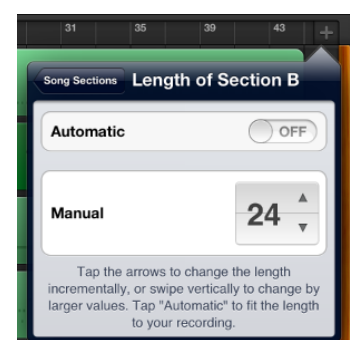 31 35 39 43 +
Song Sections Length of Section B
Automatic OFF
Manual 24
Tap the arrows to change the length
incrementally, or swipe vertically to change by
larger values. Tap "Automatic" to fit the length
to your recording.